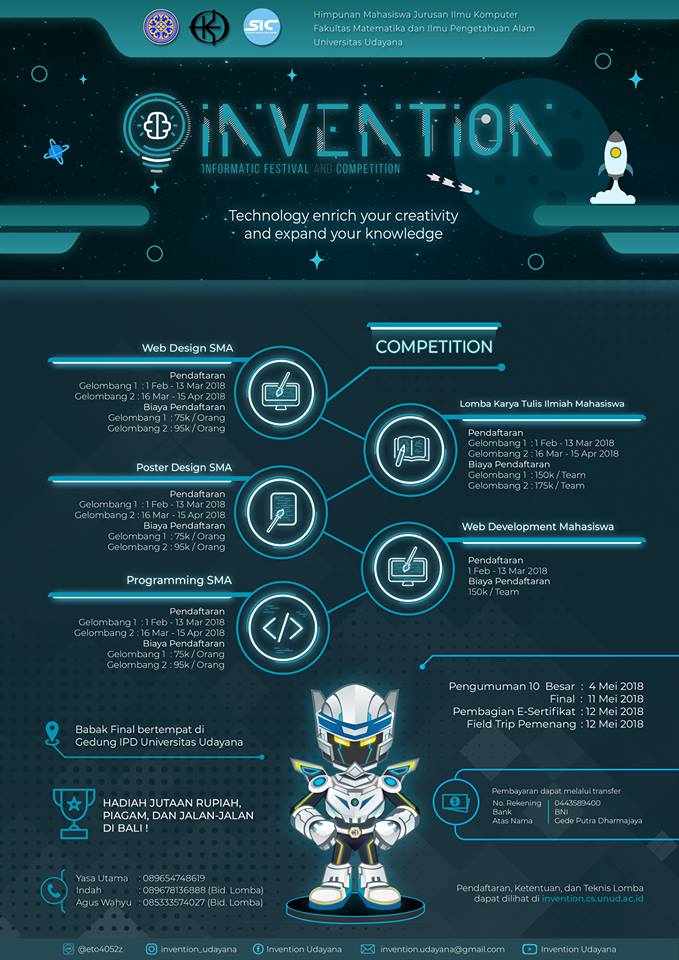 SIC
Himpunan Mahasiswa Jurusan Ilmu Komputer
Fakultas Matematika dan Ilmu Pengetahuan Alam
Universitas Udayana
INVENTION
INFORMATIC FESTIVAL AND COMPETITION
Technology enrich your creativity
and expand your knowledge
COMPETITION
Web Design SMA
Pendaftaran
Gelombang 1 : 1 Feb - 13 Mar 2018
Gelombang 2 : 16 Mar - 15 Apr 2018
Biaya Pendaftaran
Gelombang 1 : 75k / Orang
Gelombang 2 : 95k / Orang
Lomba Karya Tulis Ilmiah Mahasiswa
Pendaftaran
Gelombang 1 : 1 Feb - 13 Mar 2018
Gelombang 2 : 16 Mar - 15 Apr 2018
Biaya Pendaftaran
Gelombang 1 : 150k / Team
Gelombang 2 : 175k / Team
Poster Design SMA
Pendaftaran
Gelombang 1 : 1 Feb - 13 Mar 2018
Gelombang 2 : 16 Mar - 15 Apr 2018
Biaya Pendaftaran
Gelombang 1 : 75k / Orang
Gelombang 2 : 95k / Orang
Web Development Mahasiswa
Pendaftaran
1 Feb - 13 Mar 2018
Biaya Pendaftaran
150k / Team
Programming SMA
Pendaftaran
Gelombang 1 : 1 Feb - 13 Mar 2018
Gelombang 2 : 16 Mar - 15 Apr 2018
Biaya Pendaftaran
Gelombang 1 : 75k / Orang
Gelombang 2 : 95k / Orang
Pengumuman 10 Besar : 4 Mei 2018
Final : 11 Mei 2018
Pembagian E-Sertifikat : 12 Mei 2018
Field Trip Pemenang : 12 Mei 2018
Babak Final bertempat di
Gedung IPD Universitas Udayana
HADIAH JUTAAN RUPIAH,
PIAGAM, DAN JALAN-JALAN
DI BALI !
Pembayaran dapat melalui transfer
No. Rekening 0443589400
Bank BNI
Atas Nama Gede Putra Dharmajaya
Yasa Utama : 089654748619
Indah : 089678136888 (Bid. Lomba)
Agus Wahyu : 085333574027 (Bid. Lomba)
Pendaftaran, Ketentuan, dan Teknis Lomba
dapat dilihat di invention.cs.unud.ac.id
@eto4052z invention_udayana Invention Udayana invention.udayana@gmail.com Invention Udayana